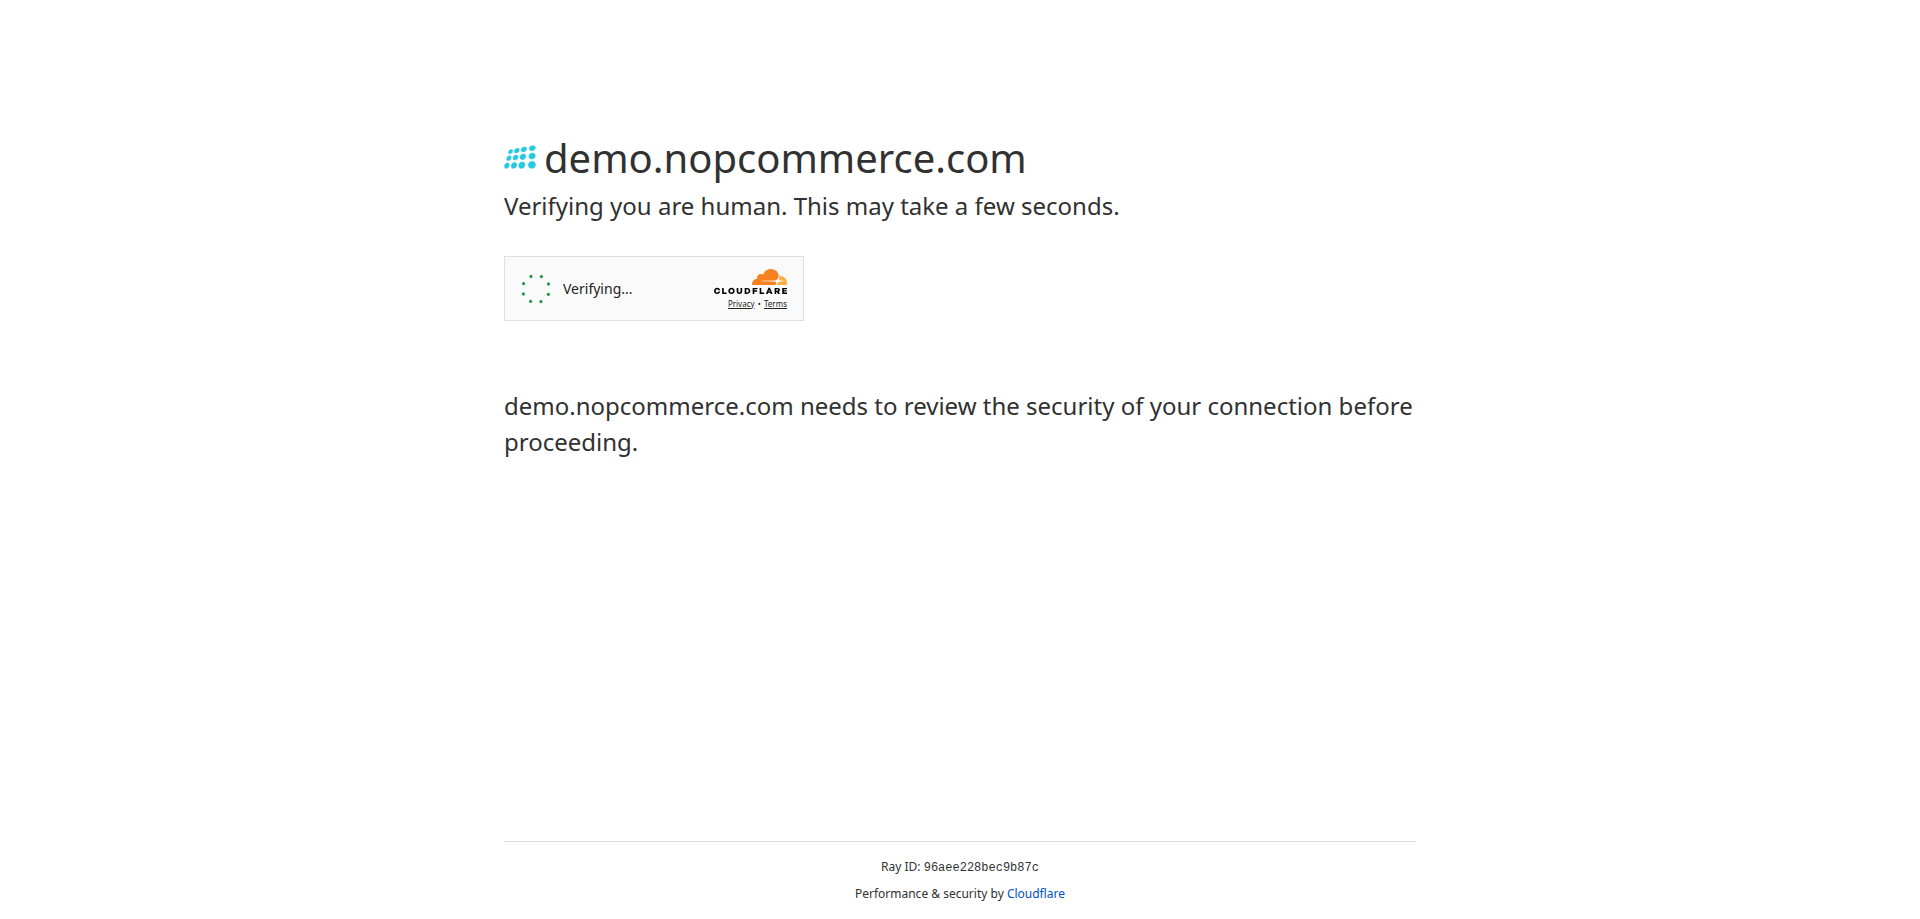 demo.nopcommerce.com
Verifying you are human. This may take a few seconds.
Verifying...
CLOUDFLARE
Privacy • Terms
demo.nopcommerce.com needs to review the security of your connection before
proceeding.
Ray ID: 96aee228bec9b87c
Performance & security by Cloudflare